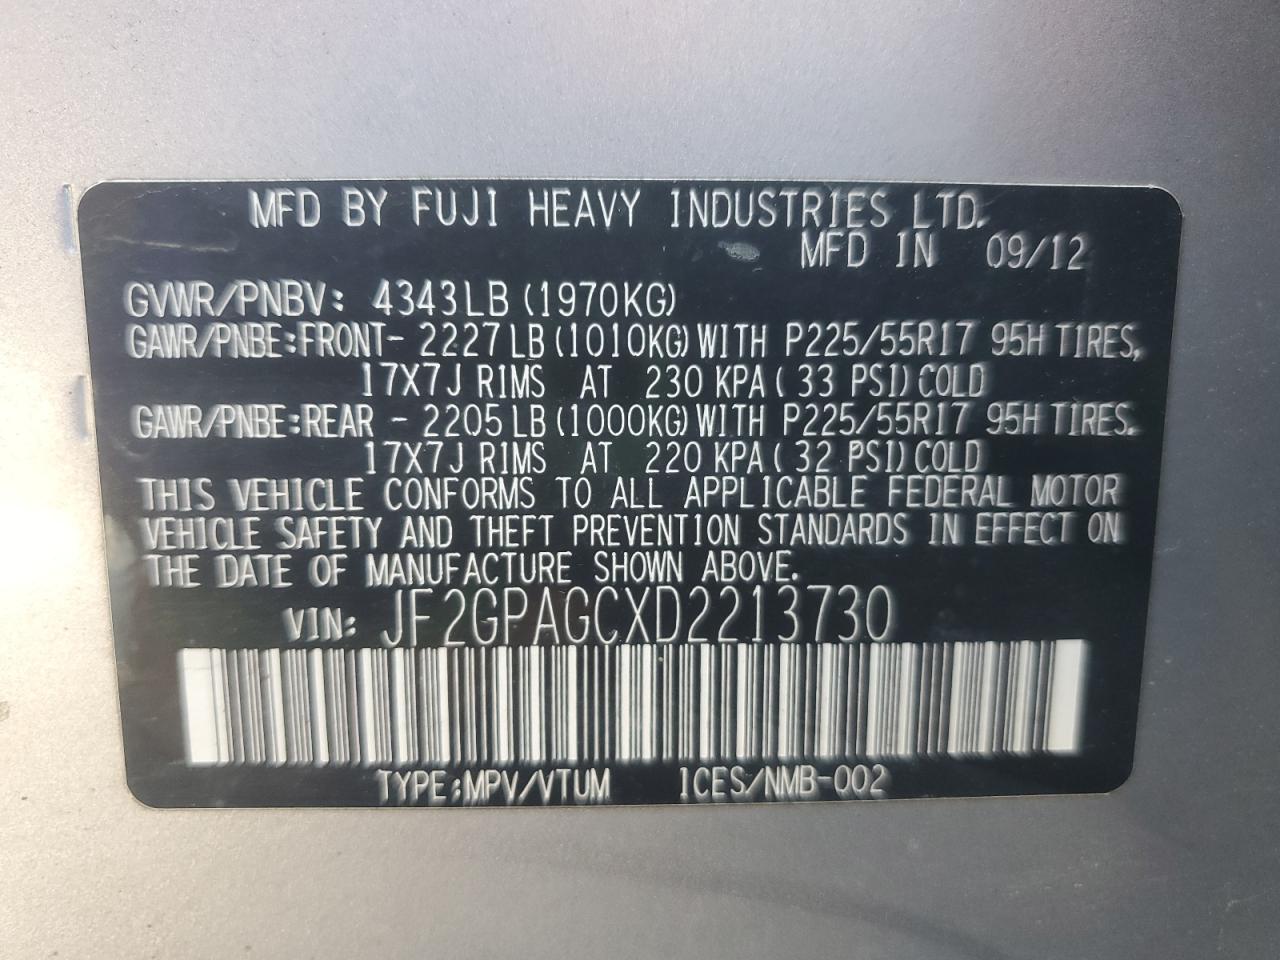 MFD BY FUJI HEAVY INDUSTRIES LTD.
MFD IN 09/12
GVWR/PNBV: 4343LB (1970KG)
GAWR/PNBE:FRONT- 2227LB (1010KG) WITH P225/55R17 95H TIRES,
17X7J RIMS AT 230 KPA (33 PSI) COLD
GAWR/PNBE:REAR - 2205LB (1000KG) WITH P225/55R17 95H TIRES,
17X7J RIMS AT 220 KPA (32 PSI) COLD
THIS VEHICLE CONFORMS TO ALL APPLICABLE FEDERAL MOTOR
VEHICLE SAFETY AND THEFT PREVENTION STANDARDS IN EFFECT ON
THE DATE OF MANUFACTURE SHOWN ABOVE.
VIN: JF2GPAGCXD2213730
TYPE:MPV/VTUM ICES/NMB-002